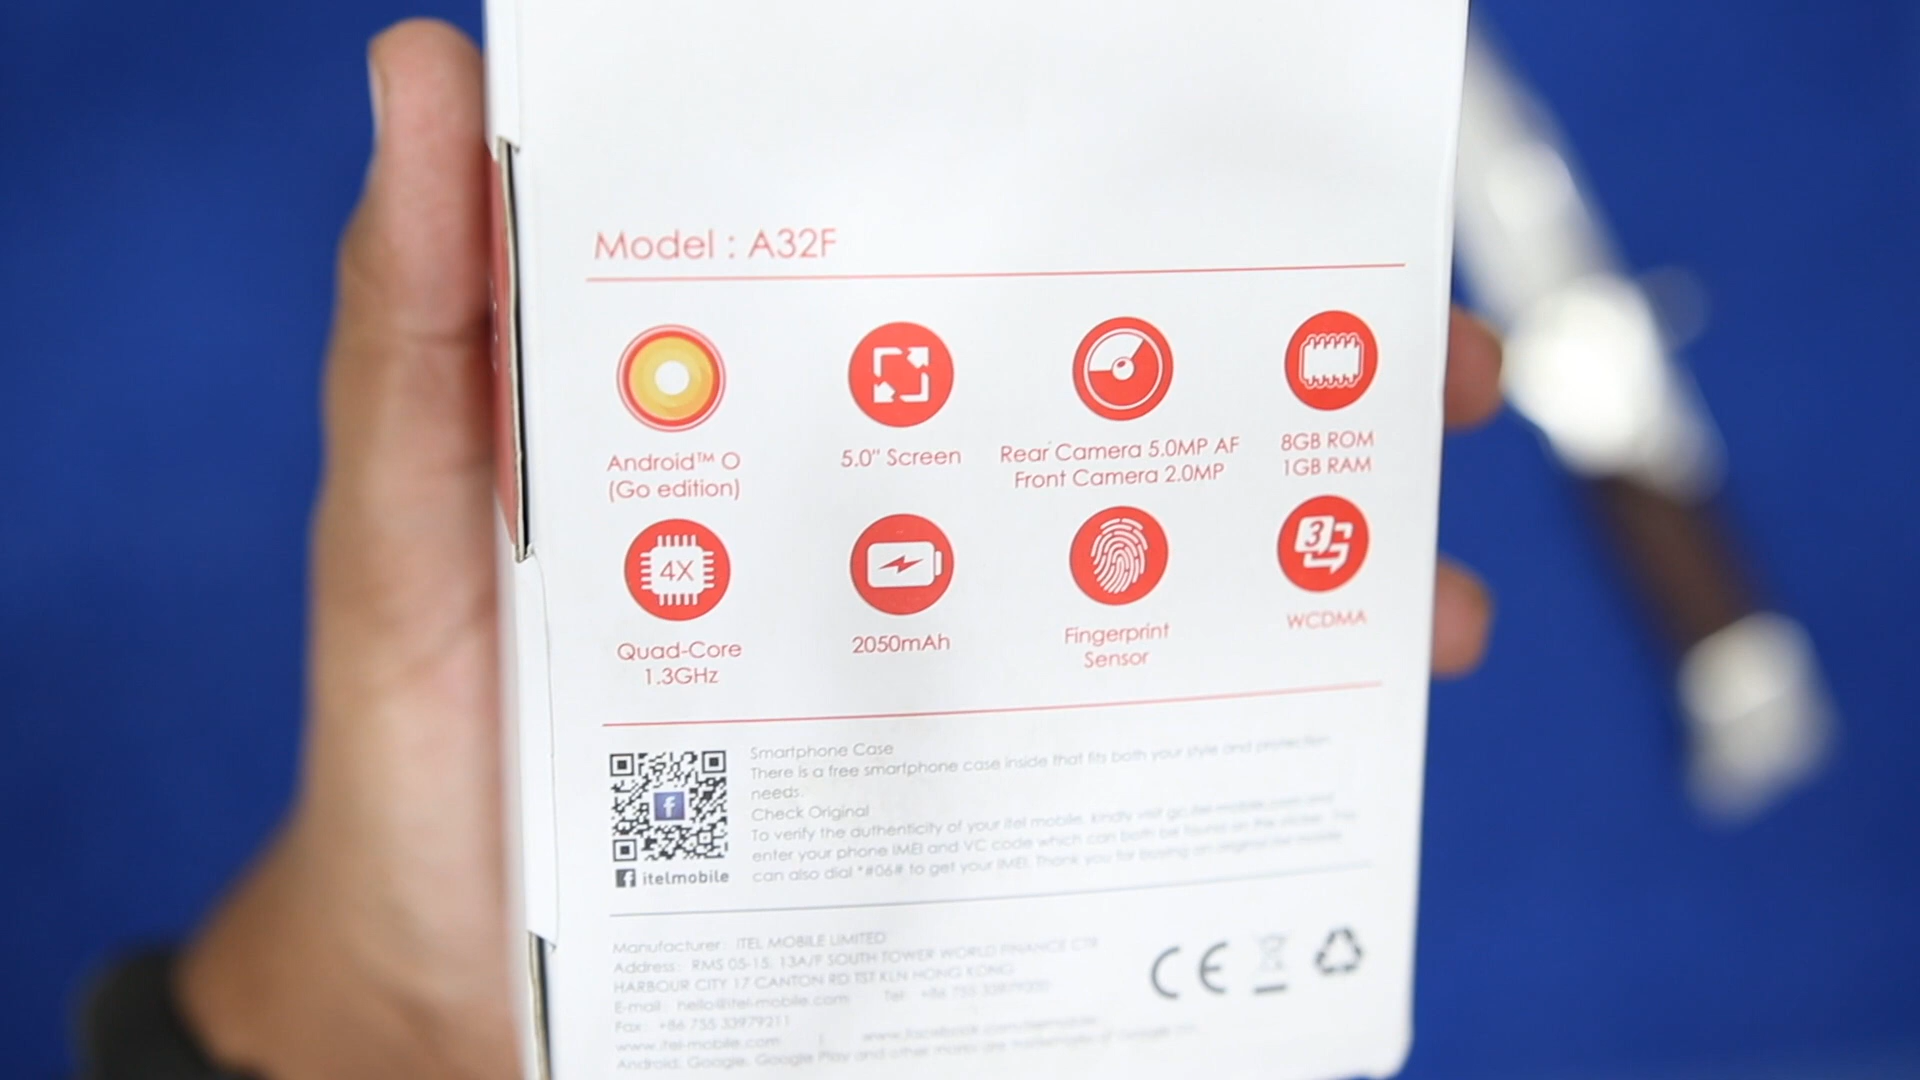 Model : A32F
Android™ O
(Go edition)
5.0" Screen
Rear Camera 5.0MP AF
Front Camera 2.0MP
8GB ROM
1GB RAM
4X
Quad-Core
1.3GHz
2050mAh
Fingerprint
Sensor
3G
WCDMA
Smartphone Case
There is a free smartphone case inside that fits both your style and protection
needs.
Check Original
To verify the authenticity of your itel mobile, kindly visit
enter your phone IMEI and VC code which can both be found on the
can also dial *#06# to get your IMEI. Thank you for buying an original
f
f itelmobile
Manufacturer: ITEL MOBILE LIMITED
Address: RMS 05-15, 13A/F SOUTH TOWER WORLD FINANCE CTR
HARBOUR CITY 17 CANTON RD TST KLN HONG KONG
E-mail: hello@itel-mobile.com Tel:
Fax: +86 755 33979211
www.itel-mobile.com
Android, Google, Google Play and other marks are trademarks of Google
CE